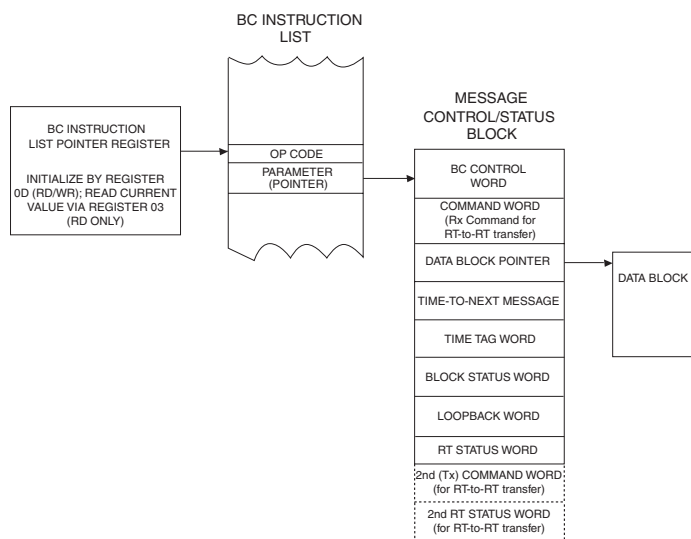 BC INSTRUCTION
LIST
BC INSTRUCTION
LIST POINTER REGISTER
INITIALIZE BY REGISTER
0D (RD/WR); READ CURRENT
VALUE VIA REGISTER 03
(RD ONLY)
OP CODE
PARAMETER
(POINTER)
MESSAGE
CONTROL/STATUS
BLOCK
BC CONTROL
WORD
COMMAND WORD
(Rx Command for
RT-to-RT transfer)
DATA BLOCK POINTER
TIME-TO-NEXT MESSAGE
TIME TAG WORD
BLOCK STATUS WORD
LOOPBACK WORD
RT STATUS WORD
2nd (Tx) COMMAND WORD
(for RT-to-RT transfer)
2nd RT STATUS WORD
(for RT-to-RT transfer)
DATA BLOCK